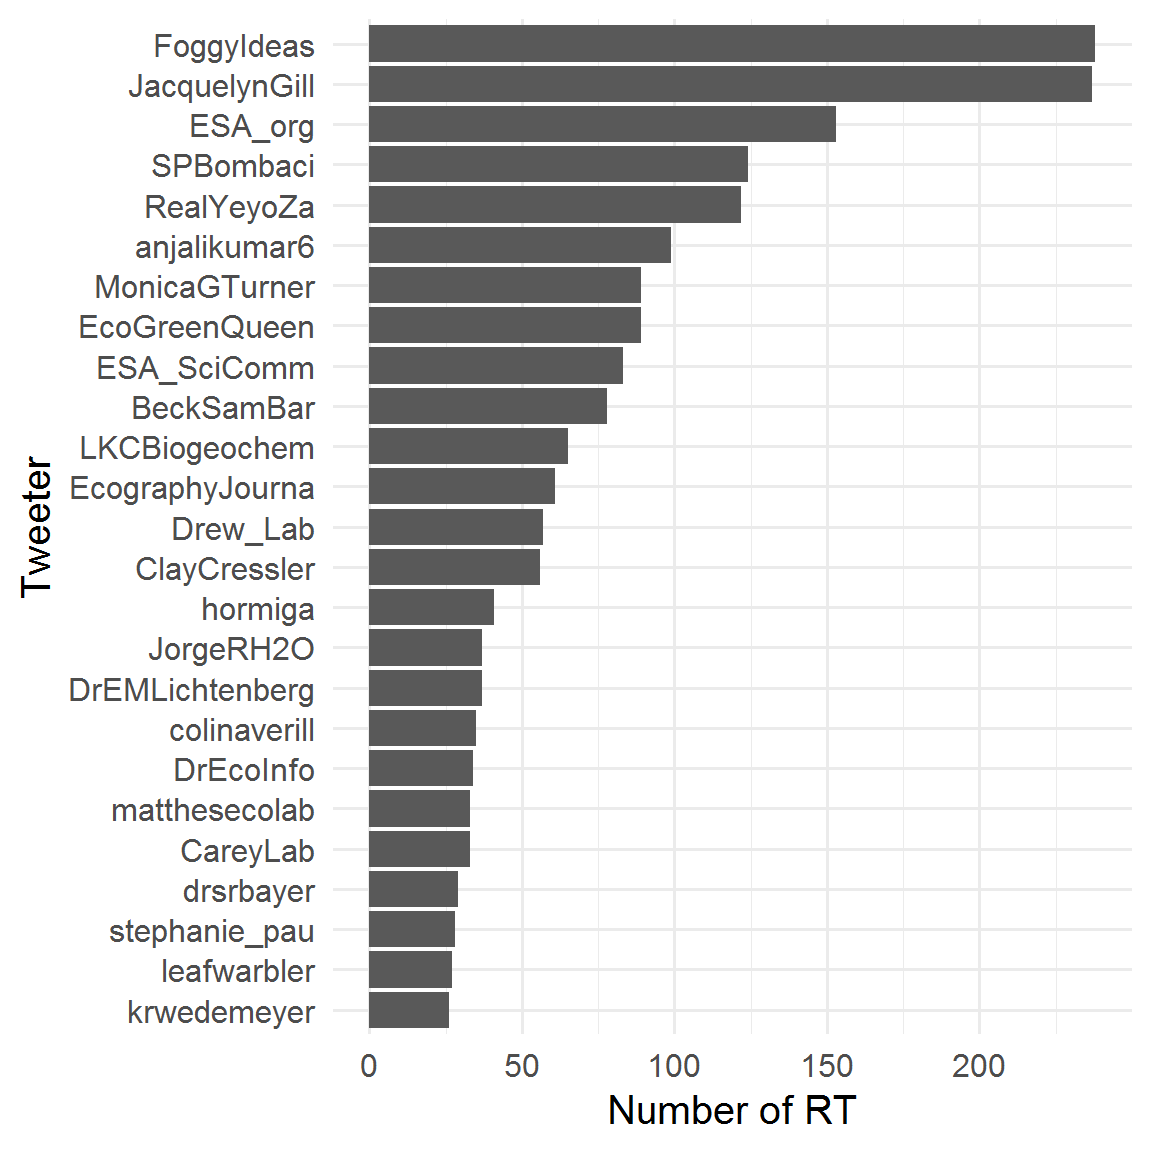 FoggyIdeas
JacquelynGill
ESA_org
SPBombaci
RealYeyoZa
anjalikumar6
MonicaGTurner
EcoGreenQueen
ESA_SciComm
BeckSamBar
LKCBiogeochem
EcographyJourna
Drew_Lab
ClayCressler
hormiga
JorgeRH2O
DrEMLichtenberg
colinaverill
DrEcoInfo
matthesecolab
CareyLab
drsrbayer
stephanie_pau
leafwarbler
krwedemeyer
Tweeter
0 50 100 150 200
Number of RT